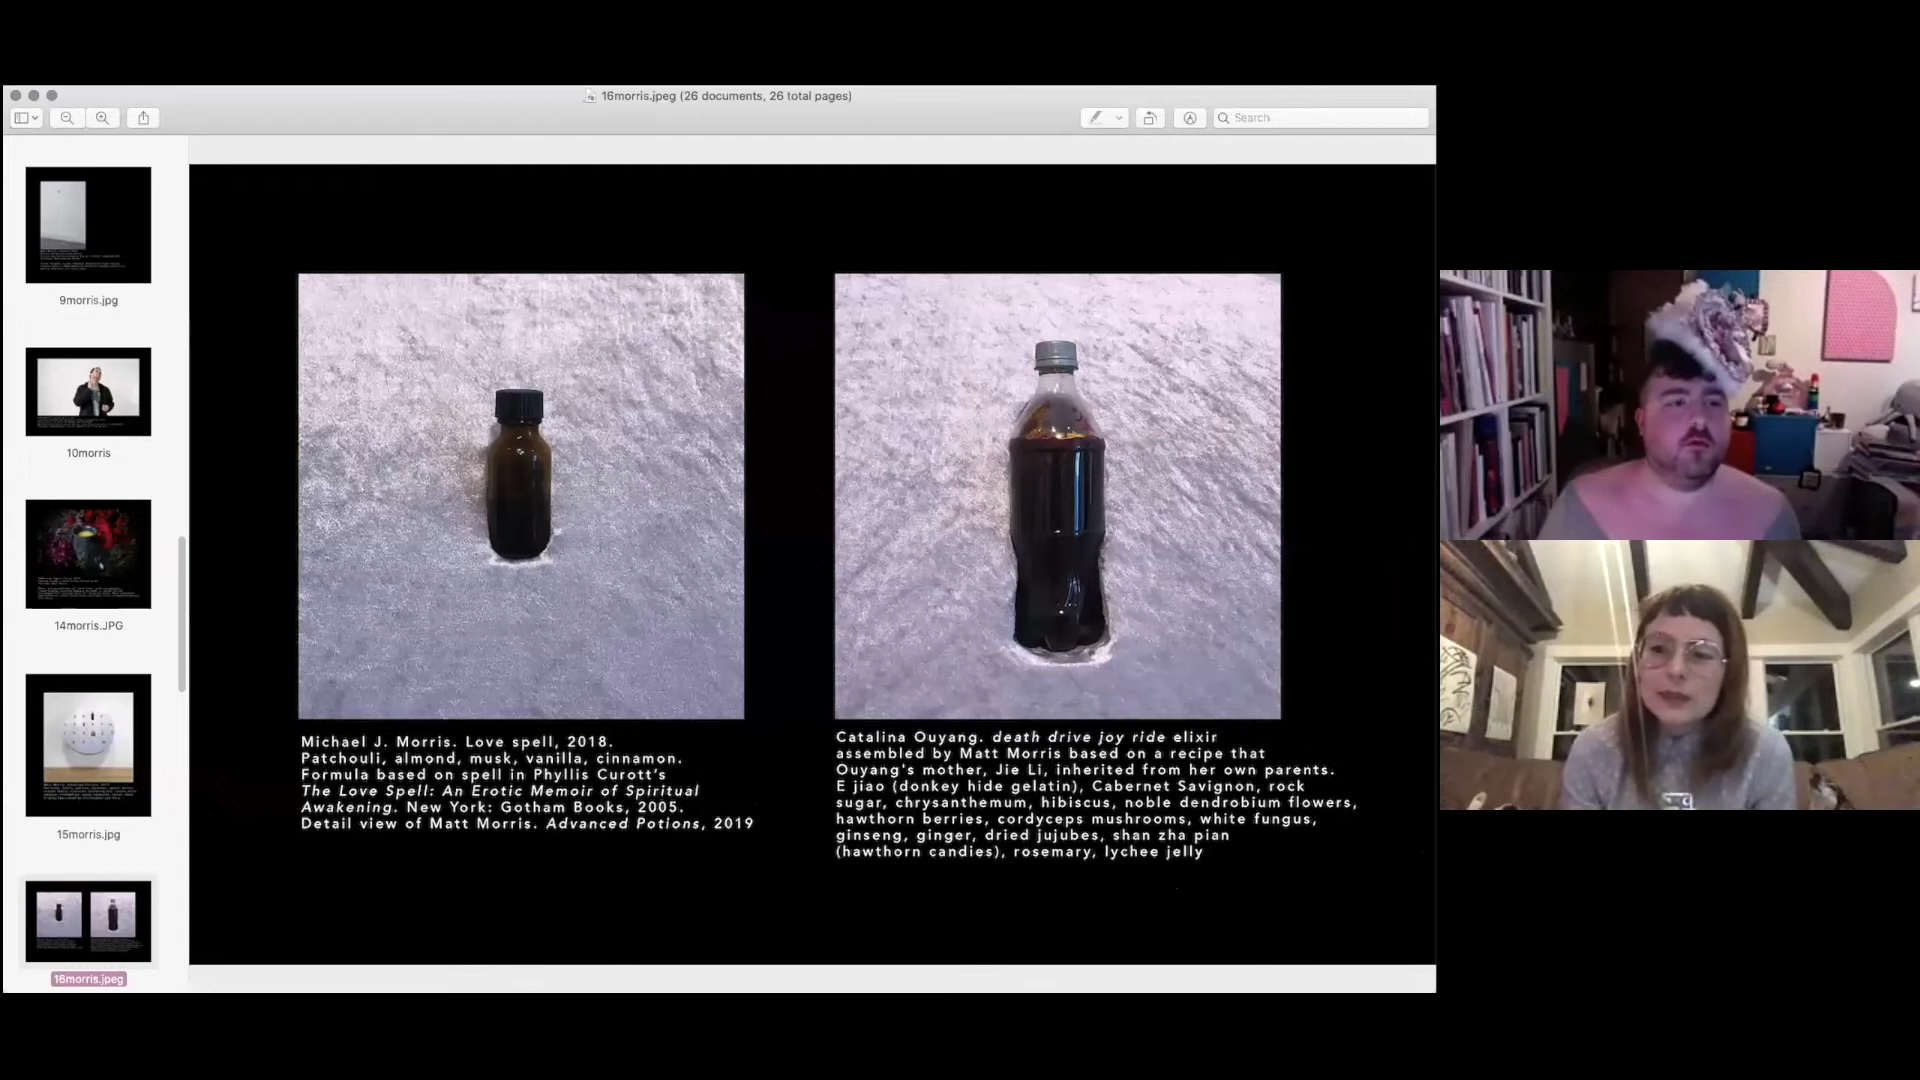 16morris.jpeg (26 documents, 26 total pages)
Search
9morris.jpg
10morris
14morris.JPG
15morris.jpg
16morris.jpeg
Michael J. Morris. Love spell, 2018.
Patchouli, almond, musk, vanilla, cinnamon.
Formula based on spell in Phyllis Curott's
The Love Spell: An Erotic Memoir of Spiritual
Awakening. New York: Gotham Books, 2005.
Detail view of Matt Morris. Advanced Potions, 2019
Catalina Ouyang. death drive joy ride elixir
assembled by Matt Morris based on a recipe that
Ouyang's mother, Jie Li, inherited from her own parents.
E jiao (donkey hide gelatin), Cabernet Savignon, rock
sugar, chrysanthemum, hibiscus, noble dendrobium flowers,
hawthorn berries, cordyceps mushrooms, white fungus,
ginseng, ginger, dried jujubes, shan zha pian
(hawthorn candies), rosemary, lychee jelly